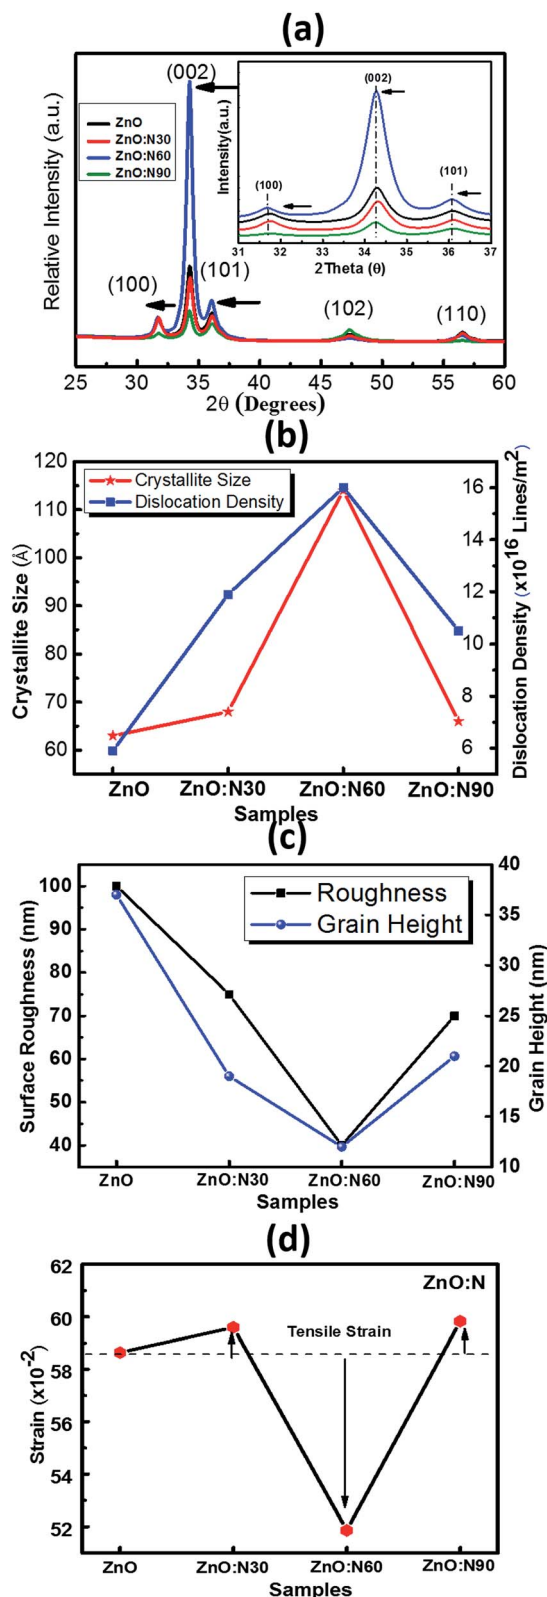 (a)
(002)
ZnO
ZnO:N30
ZnO:N60
ZnO:N90
Relative Intensity (a.u.)
(100)
(101)
(102)
(110)
25 30 35 40 45 50 55 60
2θ (Degrees)
Intensity(a.u.)
(002)
(100)
(101)
31 32 33 34 35 36 37
2Theta (θ)
(b)
Crystallite Size
Dislocation Density
120
110
100
90
80
70
60
Crystallite Size (Å)
16
14
12
10
8
6
Dislocation Density (x10^16 Lines/m^2)
ZnO ZnO:N30 ZnO:N60 ZnO:N90
Samples
(c)
Roughness
Grain Height
100
90
80
70
60
50
40
Surface Roughness (nm)
40
35
30
25
20
15
10
Grain Height (nm)
ZnO ZnO:N30 ZnO:N60 ZnO:N90
Samples
(d)
ZnO:N
Tensile Strain
62
60
58
56
54
52
Strain (x10^-2)
ZnO ZnO:N30 ZnO:N60 ZnO:N90
Samples